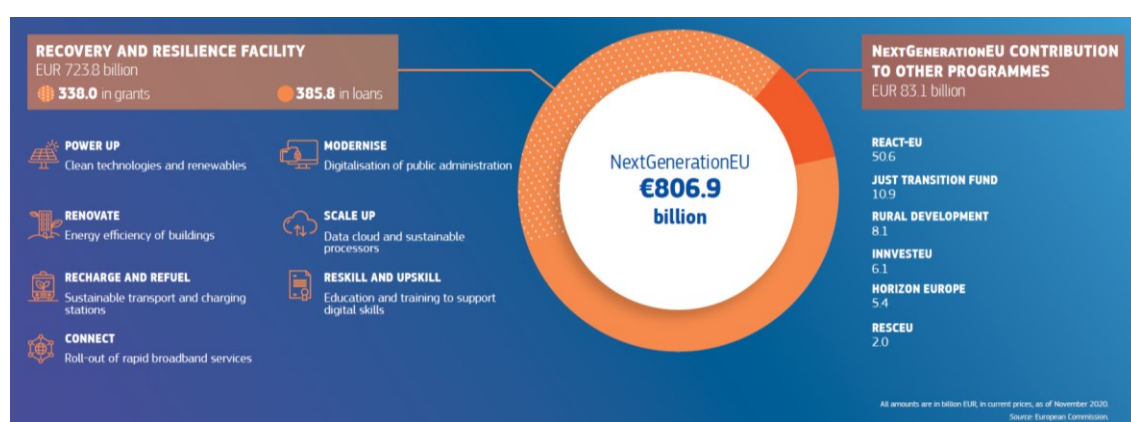 RECOVERY AND RESILIENCE FACILITY
EUR 723.8 billion
338.0 in grants
385.8 in loans
POWER UP
Clean technologies and renewables
MODERNISE
Digitalisation of public administration
RENOVATE
Energy efficiency of buildings
SCALE UP
Data cloud and sustainable
processors
RECHARGE AND REFUEL
Sustainable transport and charging
stations
RESKILL AND UPSKILL
Education and training to support
digital skills
CONNECT
Roll-out of rapid broadband services
NextGenerationEU
€806.9
billion
NEXTGENERATIONEU CONTRIBUTION
TO OTHER PROGRAMMES
EUR 83.1 billion
REACT-EU
50.6
JUST TRANSITION FUND
10.9
RURAL DEVELOPMENT
8.1
INNVESTEU
6.1
HORIZON EUROPE
5.4
RESCEU
2.0
All amounts are in billion EUR, in current prices, as of November 2020.
Source: European Commission.